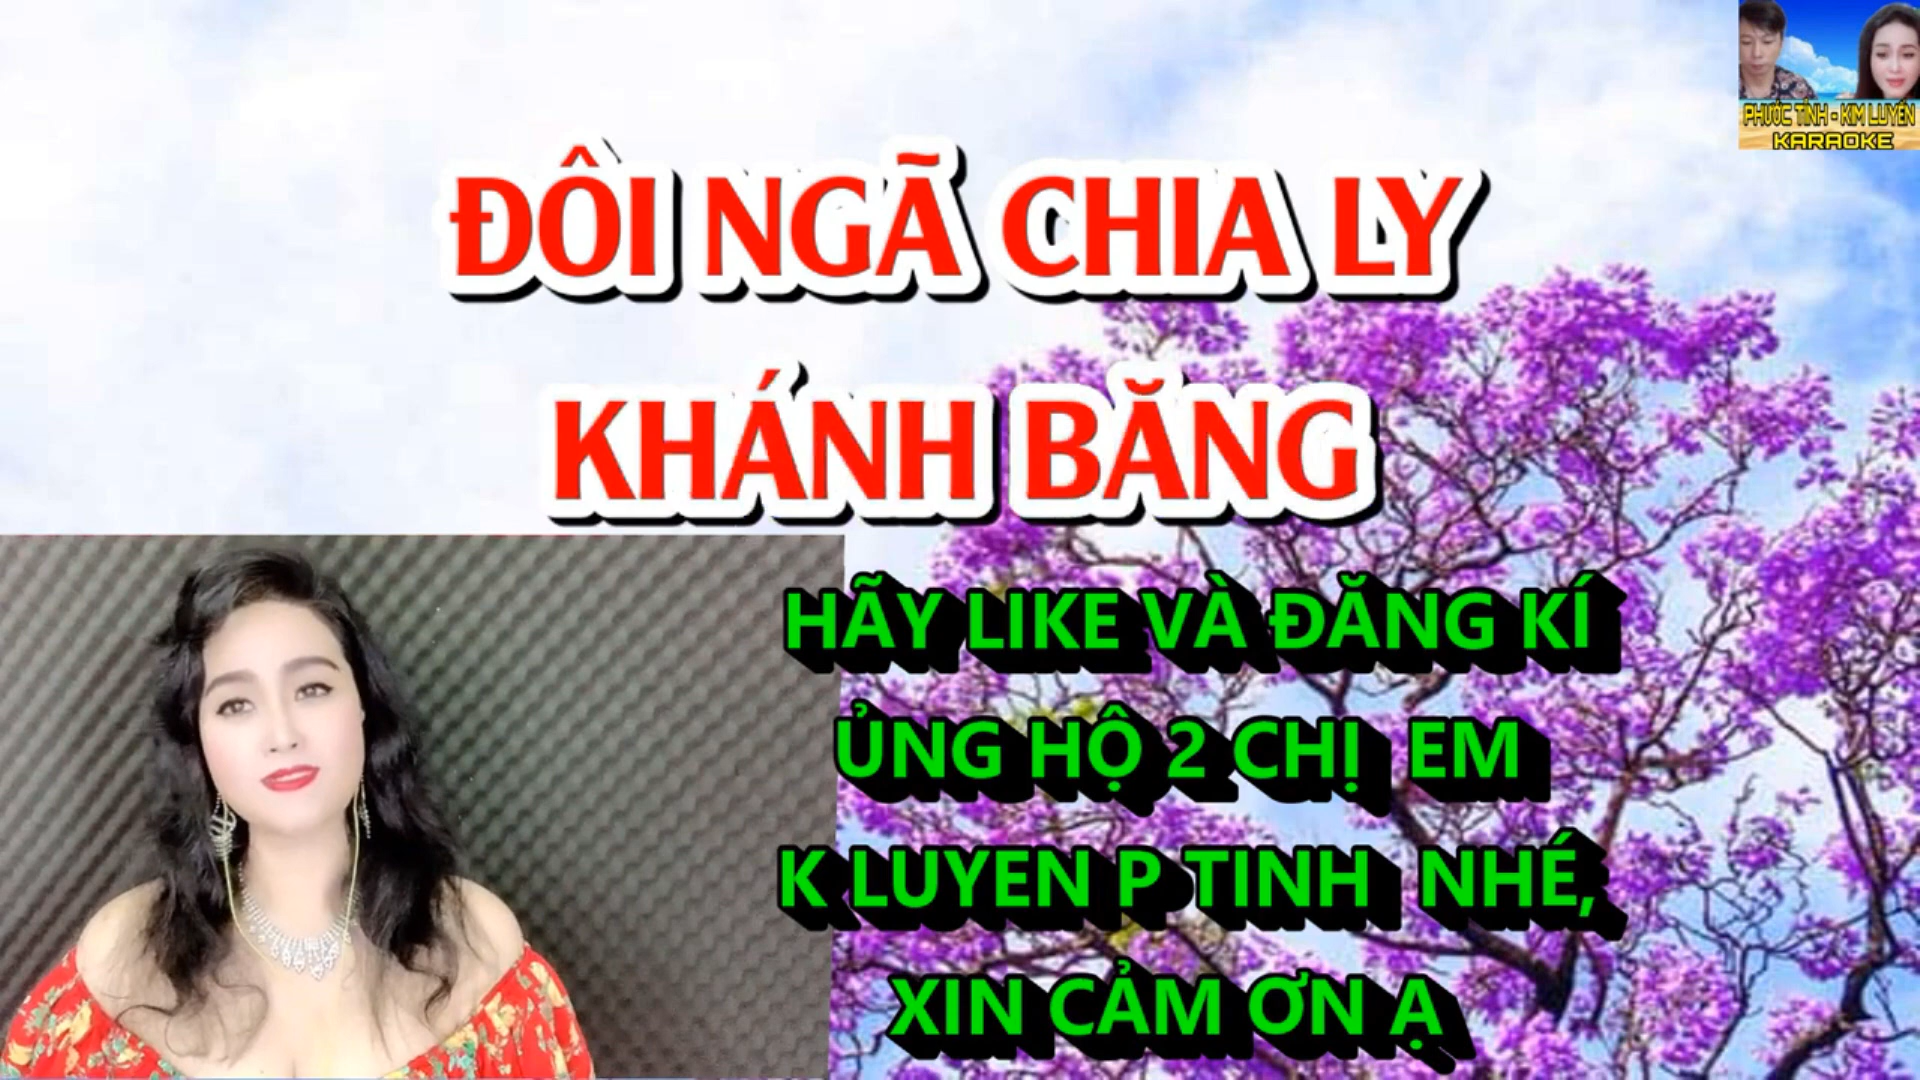 PHƯỚC TÍNH - KIM LUYẾN
KARAOKE
ĐÔI NGÃ CHIA LY
KHÁNH BĂNG
HÃY LIKE VÀ ĐĂNG KÍ
ỦNG HỘ 2 CHỊ EM
K LUYEN P TINH NHÉ,
XIN CẢM ƠN Ạ